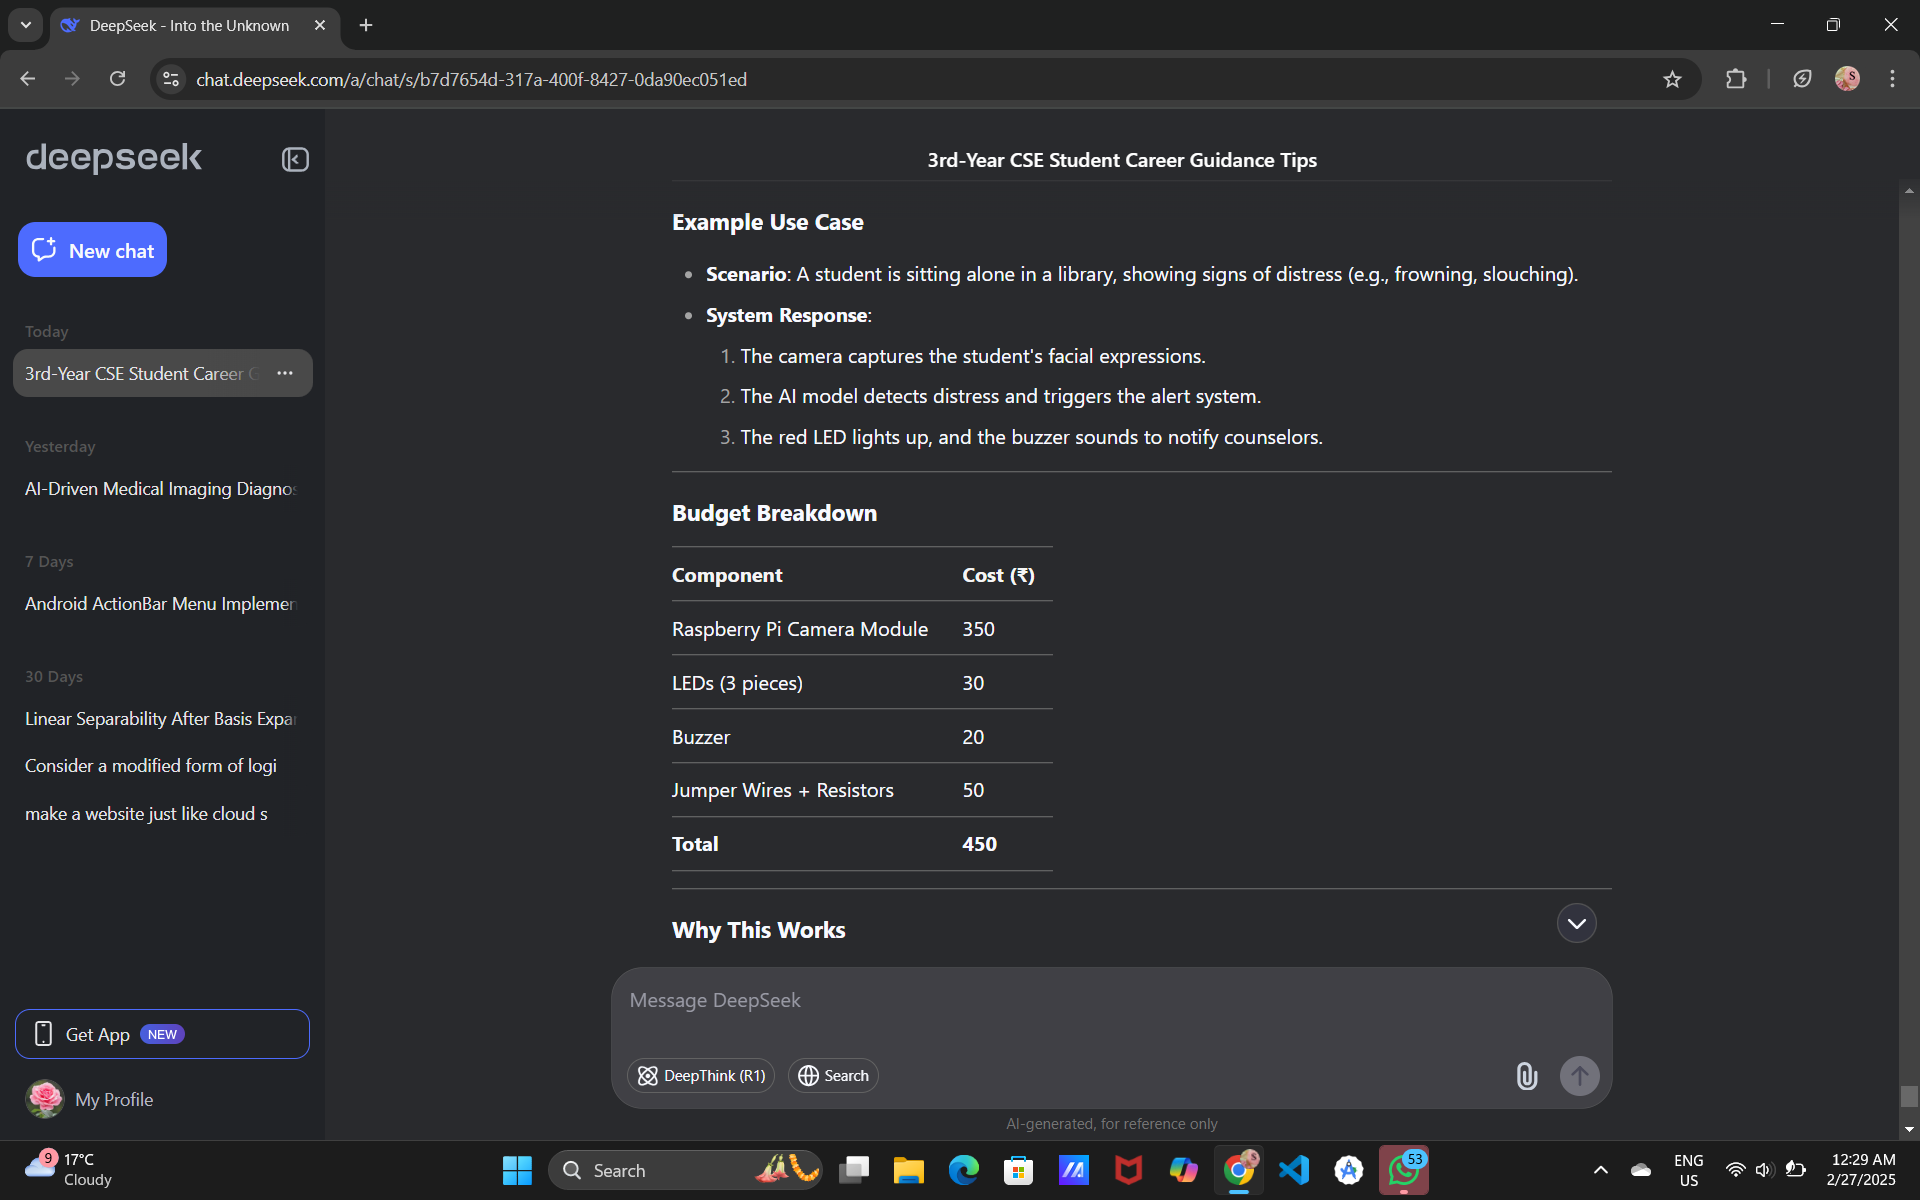 DeepSeek - Into the Unknown
chat.deepseek.com/a/chat/s/b7d7654d-317a-400f-8427-0da90ec051ed
S
deepseek
New chat
Today
3rd-Year CSE Student Career G
Yesterday
AI-Driven Medical Imaging Diagnos
7 Days
Android ActionBar Menu Implemen
30 Days
Linear Separability After Basis Expan
Consider a modified form of logi
make a website just like cloud s
Get App NEW
My Profile
3rd-Year CSE Student Career Guidance Tips
Example Use Case
• Scenario: A student is sitting alone in a library, showing signs of distress (e.g., frowning, slouching).
• System Response:
1. The camera captures the student's facial expressions.
2. The AI model detects distress and triggers the alert system.
3. The red LED lights up, and the buzzer sounds to notify counselors.
Budget Breakdown
Component Cost (₹)
Raspberry Pi Camera Module 350
LEDs (3 pieces) 30
Buzzer 20
Jumper Wires + Resistors 50
Total 450
Why This Works
Message DeepSeek
DeepThink (R1) Search
AI-generated, for reference only
9 17°C
Cloudy
Search
53
ENG
US
12:29 AM
2/27/2025